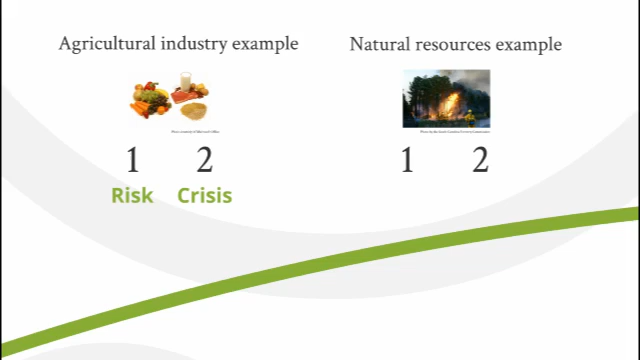 Agricultural industry example
Natural resources example
1 2
Risk Crisis
1 2